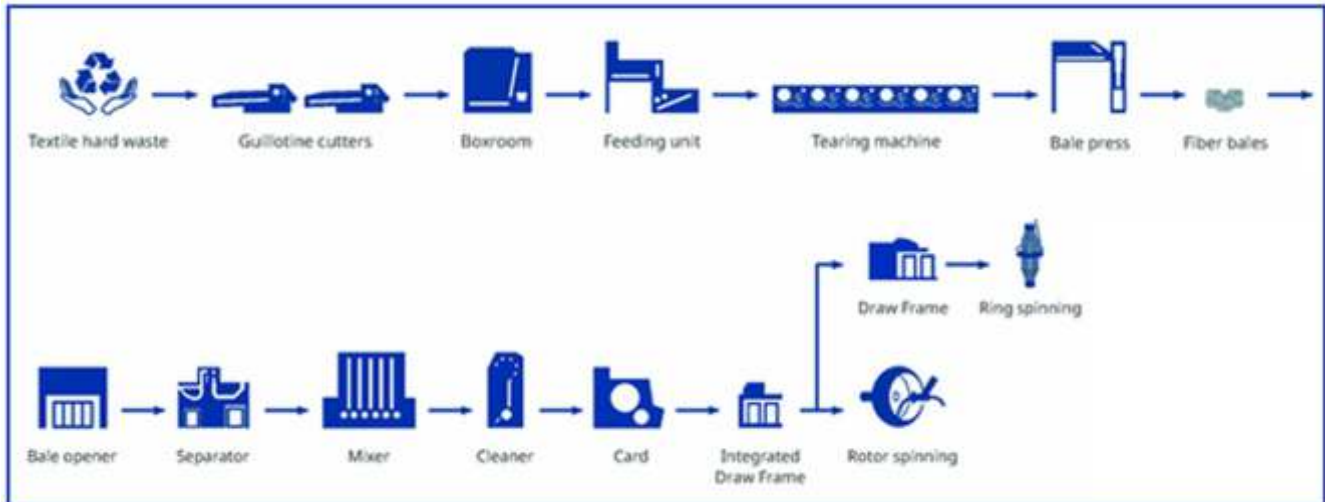 Textile hard waste
Guillotine cutters
Boxroom
Feeding unit
Tearing machine
Bale press
Fiber bales
Draw Frame
Ring spinning
Bale opener
Separator
Mixer
Cleaner
Card
Integrated
Draw Frame
Rotor spinning